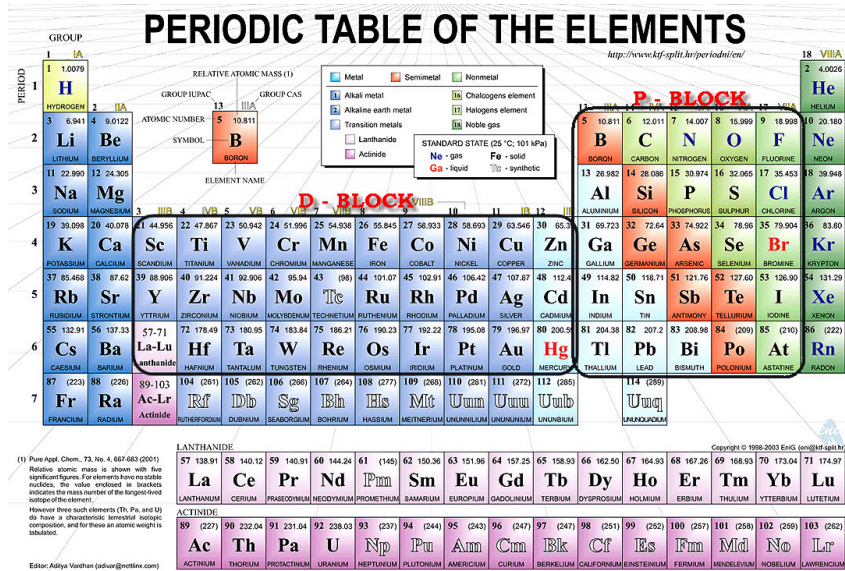 PERIODIC TABLE OF THE ELEMENTS
GROUP
http://www.ktf-split.hr/periodni/en/
PERIOD
1 IA
18 VIIIA
1
1 1.0079
H
HYDROGEN
2 IIA
RELATIVE ATOMIC MASS (1)
GROUP IUPAC
GROUP CAS
13 IIIA
ATOMIC NUMBER
5 10.811
SYMBOL
B
BORON
ELEMENT NAME
Metal
Semimetal
Nonmetal
1 Alkali metal
16 Chalcogens element
2 Alkaline earth metal
17 Halogens element
Transition metals
18 Noble gas
Lanthanide
Actinide
STANDARD STATE (25 °C; 101 kPa)
Ne - gas
Fe - solid
Ga - liquid
Tc - synthetic
P - BLOCK
2 4.0026
He
HELIUM
13 14 15 16 17
2
3 6.941 4 9.0122 5 10.811 6 12.011 7 14.007 8 15.999 9 18.998 10 20.180
Li Be B C N O F Ne
LITHIUM BERYLLIUM BORON CARBON NITROGEN OXYGEN FLUORINE NEON
3
11 22.990 12 24.305 13 26.982 14 28.086 15 30.974 16 32.065 17 35.453 18 39.948
Na Mg Al Si P S Cl Ar
SODIUM MAGNESIUM ALUMINIUM SILICON PHOSPHORUS SULPHUR CHLORINE ARGON
D - BLOCK
3 4 IVB 5 VB 6 7 8 9 VIIIB 10 11 12
4
19 39.098 20 40.078 21 44.956 22 47.867 23 50.942 24 51.996 25 54.938 26 55.845 27 58.933 28 58.693 29 63.546 30 65.3 31 69.723 32 72.64 33 74.922 34 78.96 35 79.904 36 83.80
K Ca Sc Ti V Cr Mn Fe Co Ni Cu Zn Ga Ge As Se Br Kr
POTASSIUM CALCIUM SCANDIUM TITANIUM VANADIUM CHROMIUM MANGANESE IRON COBALT NICKEL COPPER ZINC GALLIUM GERMANIUM ARSENIC SELENIUM BROMINE KRYPTON
5
37 85.468 38 87.62 39 88.906 40 91.224 41 92.906 42 95.94 43 (98) 44 101.07 45 102.91 46 106.42 47 107.87 48 112.4 49 114.82 50 118.71 51 121.76 52 127.60 53 126.90 54 131.29
Rb Sr Y Zr Nb Mo Tc Ru Rh Pd Ag Cd In Sn Sb Te I Xe
RUBIDIUM STRONTIUM YTTRIUM ZIRCONIUM NIOBIUM MOLYBDENUM TECHNETIUM RUTHENIUM RHODIUM PALLADIUM SILVER CADMIUM INDIUM TIN ANTIMONY TELLURIUM IODINE XENON
6
55 132.91 56 137.33 57-71 72 178.49 73 180.95 74 183.84 75 186.21 76 190.23 77 192.22 78 195.08 79 196.97 80 200.59 81 204.38 82 207.2 83 208.98 84 (209) 85 (210) 86 (222)
Cs Ba La-Lu Hf Ta W Re Os Ir Pt Au Hg Tl Pb Bi Po At Rn
CAESIUM BARIUM Lanthanide HAFNIUM TANTALUM TUNGSTEN RHENIUM OSMIUM IRIDIUM PLATINUM GOLD MERCURY THALLIUM LEAD BISMUTH POLONIUM ASTATINE RADON
7
87 (223) 88 (226) 89-103 104 (261) 105 (262) 106 (266) 107 (264) 108 (277) 109 (268) 110 (281) 111 (272) 112 (285) 114 (289)
Fr Ra Ac-Lr Rf Db Sg Bh Hs Mt Uun Uuu Uub Uuq
FRANCIUM RADIUM Actinide RUTHERFORDIUM DUBNIUM SEABORGIUM BOHRIUM HASSIUM MEITNERIUM UNUNNILIUM UNUNUNIUM UNUNBIUM UNUNQUADIUM
Copyright © 1998-2003 EniG. (eni@ktf-split.hr)
(1) Pure Appl. Chem., 73, No. 4, 667-683 (2001)
Relative atomic mass is shown with five
significant figures. For elements have no stable
nuclides, the value enclosed in brackets
indicates the mass number of the longest-lived
isotope of the element.
However three such elements (Th, Pa, and U)
do have a characteristic terrestrial isotopic
composition, and for these an atomic weight is
tabulated.
Editor: Aditya Vardhan (adivar@nettlinx.com)
LANTHANIDE
57 138.91 58 140.12 59 140.91 60 144.24 61 (145) 62 150.36 63 151.96 64 157.25 65 158.93 66 162.50 67 164.93 68 167.26 69 168.93 70 173.04 71 174.97
La Ce Pr Nd Pm Sm Eu Gd Tb Dy Ho Er Tm Yb Lu
LANTHANUM CERIUM PRASEODYMIUM NEODYMIUM PROMETHIUM SAMARIUM EUROPIUM GADOLINIUM TERBIUM DYSPROSIUM HOLMIUM ERBIUM THULIUM YTTERBIUM LUTETIUM
ACTINIDE
89 (227) 90 232.04 91 231.04 92 238.03 93 (237) 94 (244) 95 (243) 96 (247) 97 (247) 98 (251) 99 (252) 100 (257) 101 (258) 102 (259) 103 (262)
Ac Th Pa U Np Pu Am Cm Bk Cf Es Fm Md No Lr
ACTINIUM THORIUM PROTACTINIUM URANIUM NEPTUNIUM PLUTONIUM AMERICIUM CURIUM BERKELIUM CALIFORNIUM EINSTEINIUM FERMIUM MENDELEVIUM NOBELIUM LAWRENCIUM